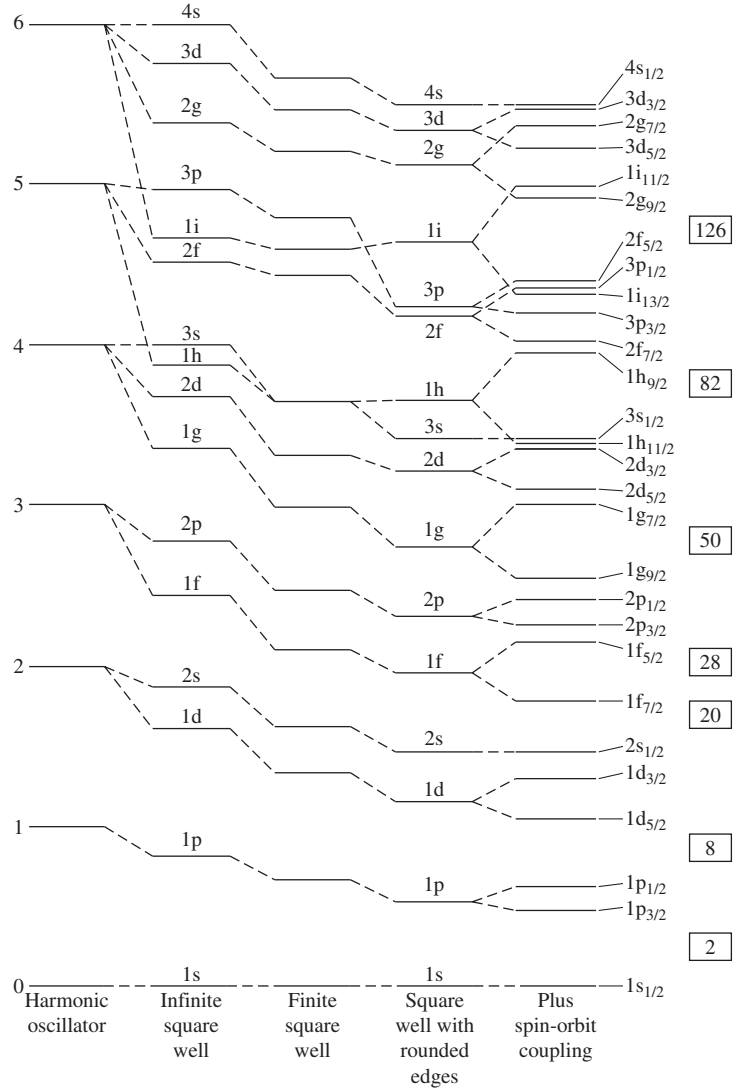 6
4s
3d
2g
5
3p
1i
2f
4
3s
1h
2d
1g
3
2p
1f
2
2s
1d
1
1p
0
1s
4s
3d
2g
1i
3p
2f
1h
3s
2d
1g
2p
1f
2s
1d
1p
1s
4s1/2
3d3/2
2g7/2
3d5/2
1i11/2
2g9/2
126
2f5/2
3p1/2
1i13/2
3p3/2
2f7/2
1h9/2
82
3s1/2
1h11/2
2d3/2
2d5/2
1g7/2
50
1g9/2
2p1/2
2p3/2
1f5/2
28
1f7/2
20
2s1/2
1d3/2
1d5/2
8
1p1/2
1p3/2
2
1s1/2
Harmonic
oscillator
Infinite
square
well
Finite
square
well
Square
well with
rounded
edges
Plus
spin-orbit
coupling